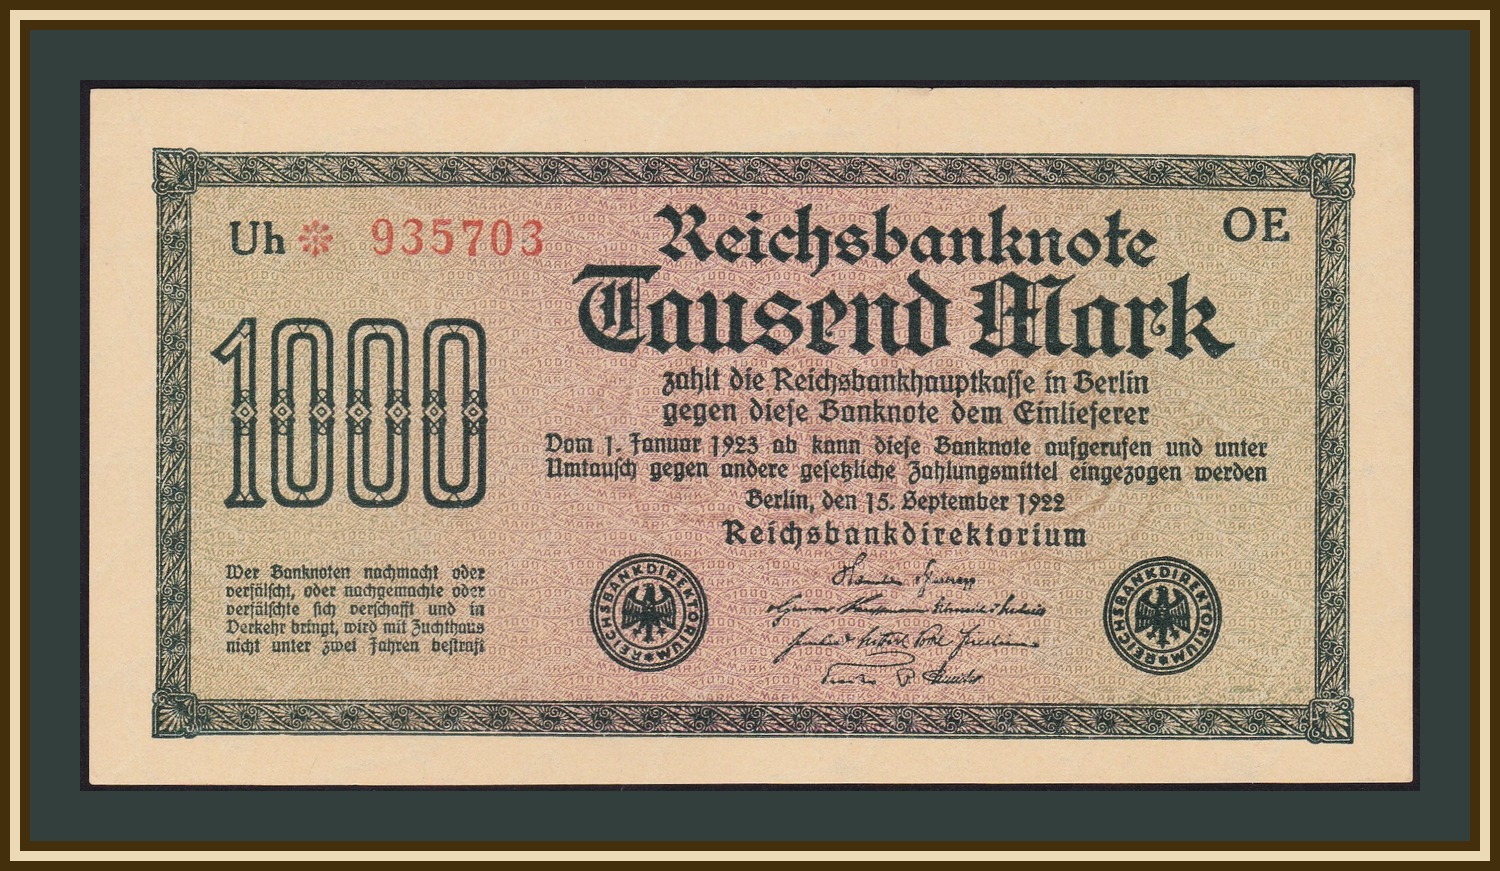 Uh * 935703
OE
Reichsbanknote
Tausend Mark
zahlt die Reichsbankhauptkasse in Berlin
gegen diese Banknote dem Einlieferer
Vom 1. Januar 1923 ab kann diese Banknote aufgerufen und unter
Umtausch gegen andere gesetzliche Zahlungsmittel eingezogen werden
Berlin, den 15. September 1922
Reichsbankdirektorium
1000
Wer Banknoten nachmacht oder
verfälscht, oder nachgemachte oder
verfälschte sich verschafft und in
Verkehr bringt, wird mit Zuchthaus
nicht unter zwei Jahren bestraft
REICHSBANKDIREKTORIUM
REICHSBANKDIREKTORIUM